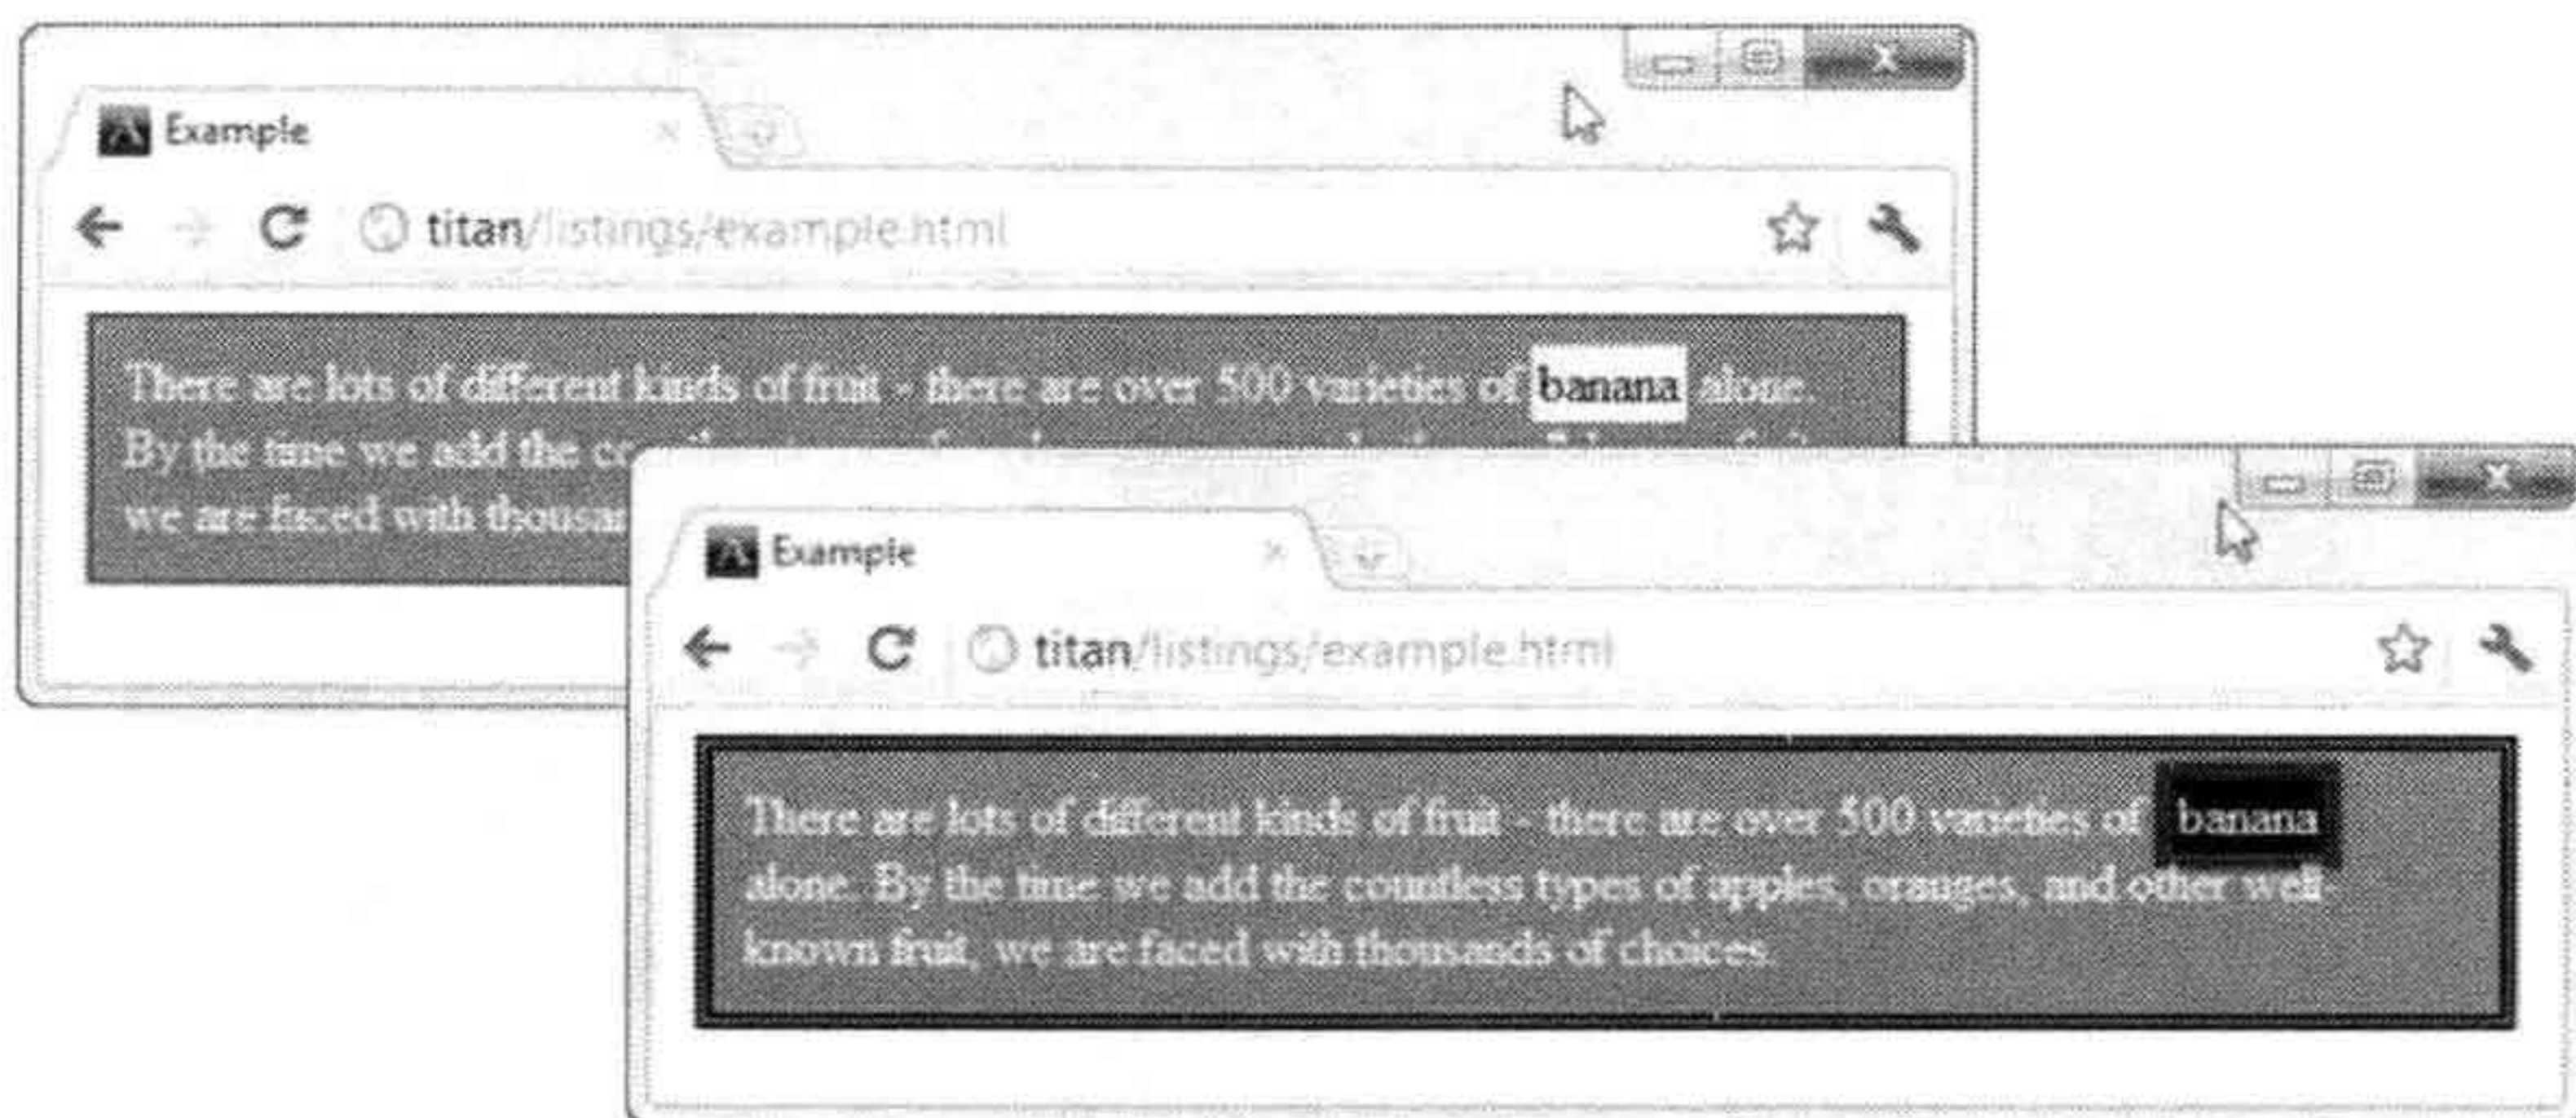 Example
titan/listings/example.html
There are lots of different kinds of fruit - there are over 500 varieties of banana alone.
By the time we add the
we are faced with
Example
titan/listings/example.html
There are lots of different kinds of fruit - there are over 500 varieties of banana
alone. By the time we add the countless types of apples, oranges, and other well-
known fruit, we are faced with thousands of choices.